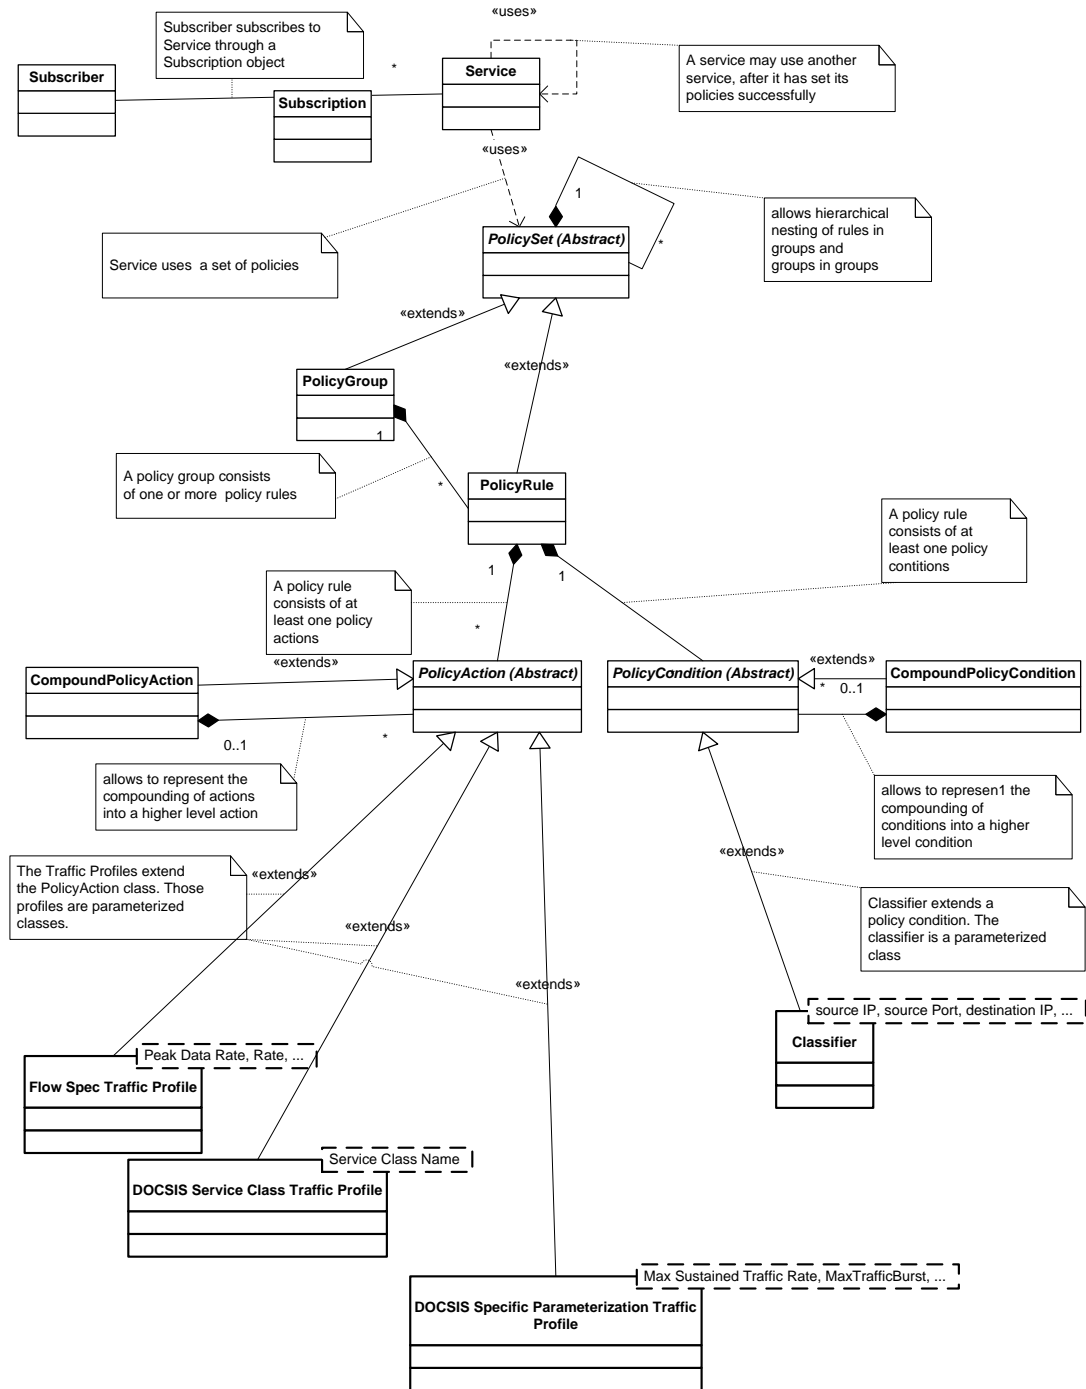 «uses»
Subscriber subscribes to
Service through a
Subscription object
A service may use another
service, after it has set its
policies successfully
Subscriber
*
Service
Subscription
«uses»
1
allows hierarchical
nesting of rules in
groups and
groups in groups
PolicySet (Abstract)
*
Service uses  a set of policies
«extends»
«extends»
PolicyGroup
1
A policy group consists
of one or more  policy rules
*
PolicyRule
A policy rule
consists of at
least one policy
contitions
1
1
A policy rule
consists of at
least one policy
actions
*
«extends»
«extends»
CompoundPolicyAction
PolicyAction (Abstract)
PolicyCondition (Abstract)
CompoundPolicyCondition
*
0..1
0..1
*
allows to represent the
compounding of actions
into a higher level action
allows to represen1 the
compounding of
conditions into a higher
level condition
The Traffic Profiles extend
the PolicyAction class. Those
profiles are parameterized
classes.
«extends»
«extends»
«extends»
«extends»
Classifier extends a
policy condition. The
classifier is a parameterized
class
source IP, source Port, destination IP, ...
Classifier
Peak Data Rate, Rate, ...
Flow Spec Traffic Profile
Service Class Name
DOCSIS Service Class Traffic Profile
Max Sustained Traffic Rate, MaxTrafficBurst, ...
DOCSIS Specific Parameterization Traffic
Profile